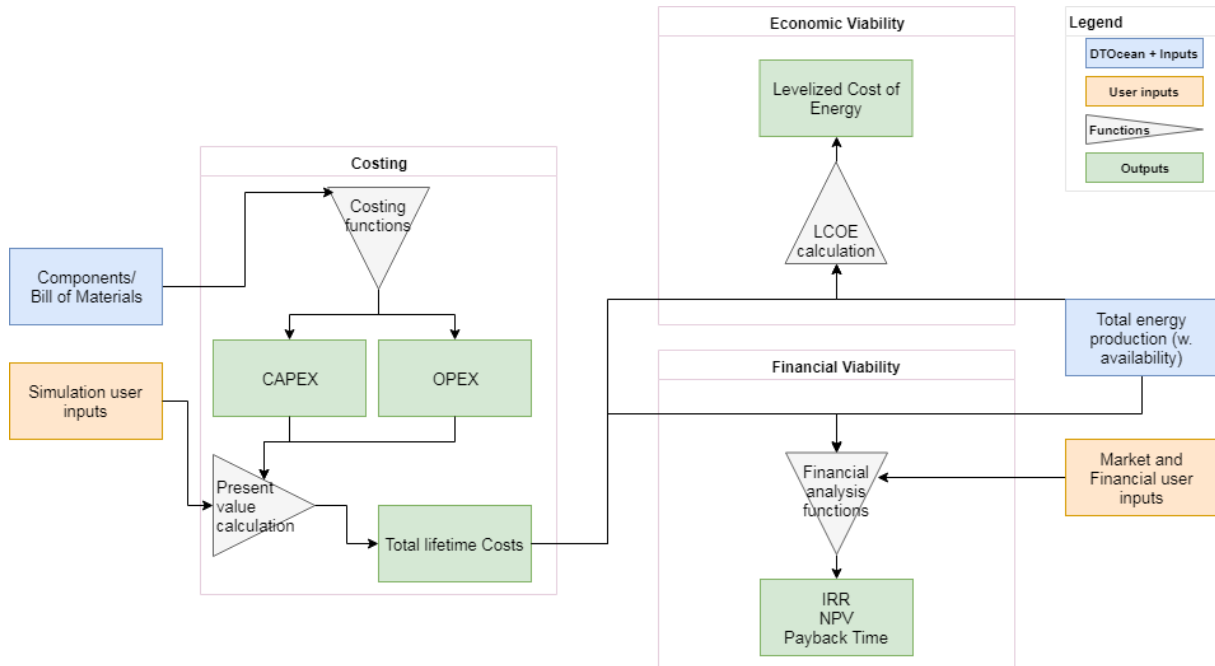 Economic Viability
Levelized Cost of
Energy
LCOE
calculation
Legend
DTOcean + Inputs
User inputs
Functions
Outputs
Costing
Costing
functions
Components/
Bill of Materials
CAPEX
OPEX
Simulation user
inputs
Present
value
calculation
Total lifetime Costs
Total energy
production (w.
availability)
Financial Viability
Financial
analysis
functions
Market and
Financial user
inputs
IRR
NPV
Payback Time